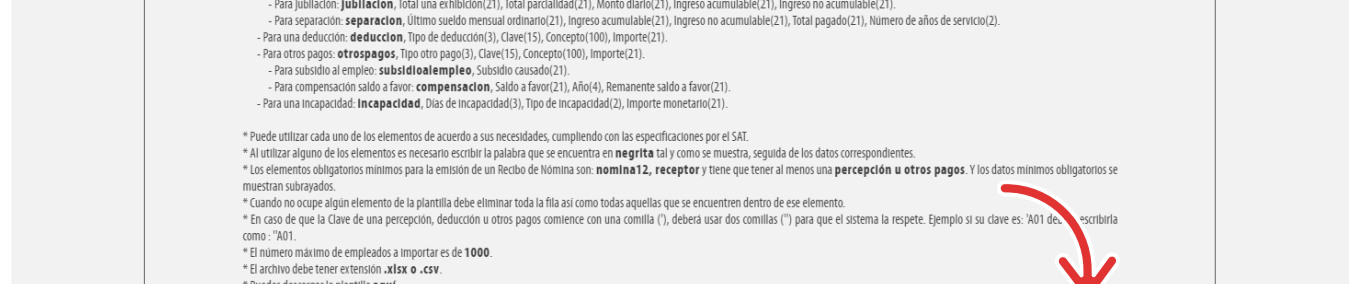 - Para jubilación: jubilacion, Total una exhibición(21), Total parcialidad(21), Monto diario(21), Ingreso acumulable(21), Ingreso no acumulable(21).
- Para separación: separacion, Último sueldo mensual ordinario(21), Ingreso acumulable(21), Ingreso no acumulable(21), Total pagado(21), Número de años de servicio(2).
- Para una deducción: deduccion, Tipo de deducción(3), Clave(15), Concepto(100), Importe(21).
- Para otros pagos: otrospagos, Tipo otro pago(3), Clave(15), Concepto(100), Importe(21).
- Para subsidio al empleo: subsidioalempleo, Subsidio causado(21).
- Para compensación saldo a favor: compensacion, Saldo a favor(21), Año(4), Remanente saldo a favor(21).
- Para una incapacidad: incapacidad, Días de incapacidad(3), Tipo de incapacidad(2), Importe monetario(21).
* Puede utilizar cada uno de los elementos de acuerdo a sus necesidades, cumpliendo con las especificaciones por el SAT.
* Al utilizar alguno de los elementos es necesario escribir la palabra que se encuentra en negrita tal y como se muestra, seguida de los datos correspondientes.
* Los elementos obligatorios mínimos para la emisión de un Recibo de Nómina son: nomina12, receptor y tiene que tener al menos una percepción u otros pagos. Y los datos mínimos obligatorios se
muestran subrayados.
* Cuando no ocupe algún elemento de la plantilla debe eliminar toda la fila así como todas aquellas que se encuentren dentro de ese elemento.
* En caso de que la Clave de una percepción, deducción u otros pagos comience con una comilla ('), deberá usar dos comillas ('') para que el sistema la respete. Ejemplo si su clave es: 'A01 escribirla
como : ''A01.
* El número máximo de empleados a importar es de 1000.
* El archivo debe tener extensión .xlsx o .csv.
* Puedes descargar la plantilla aquí